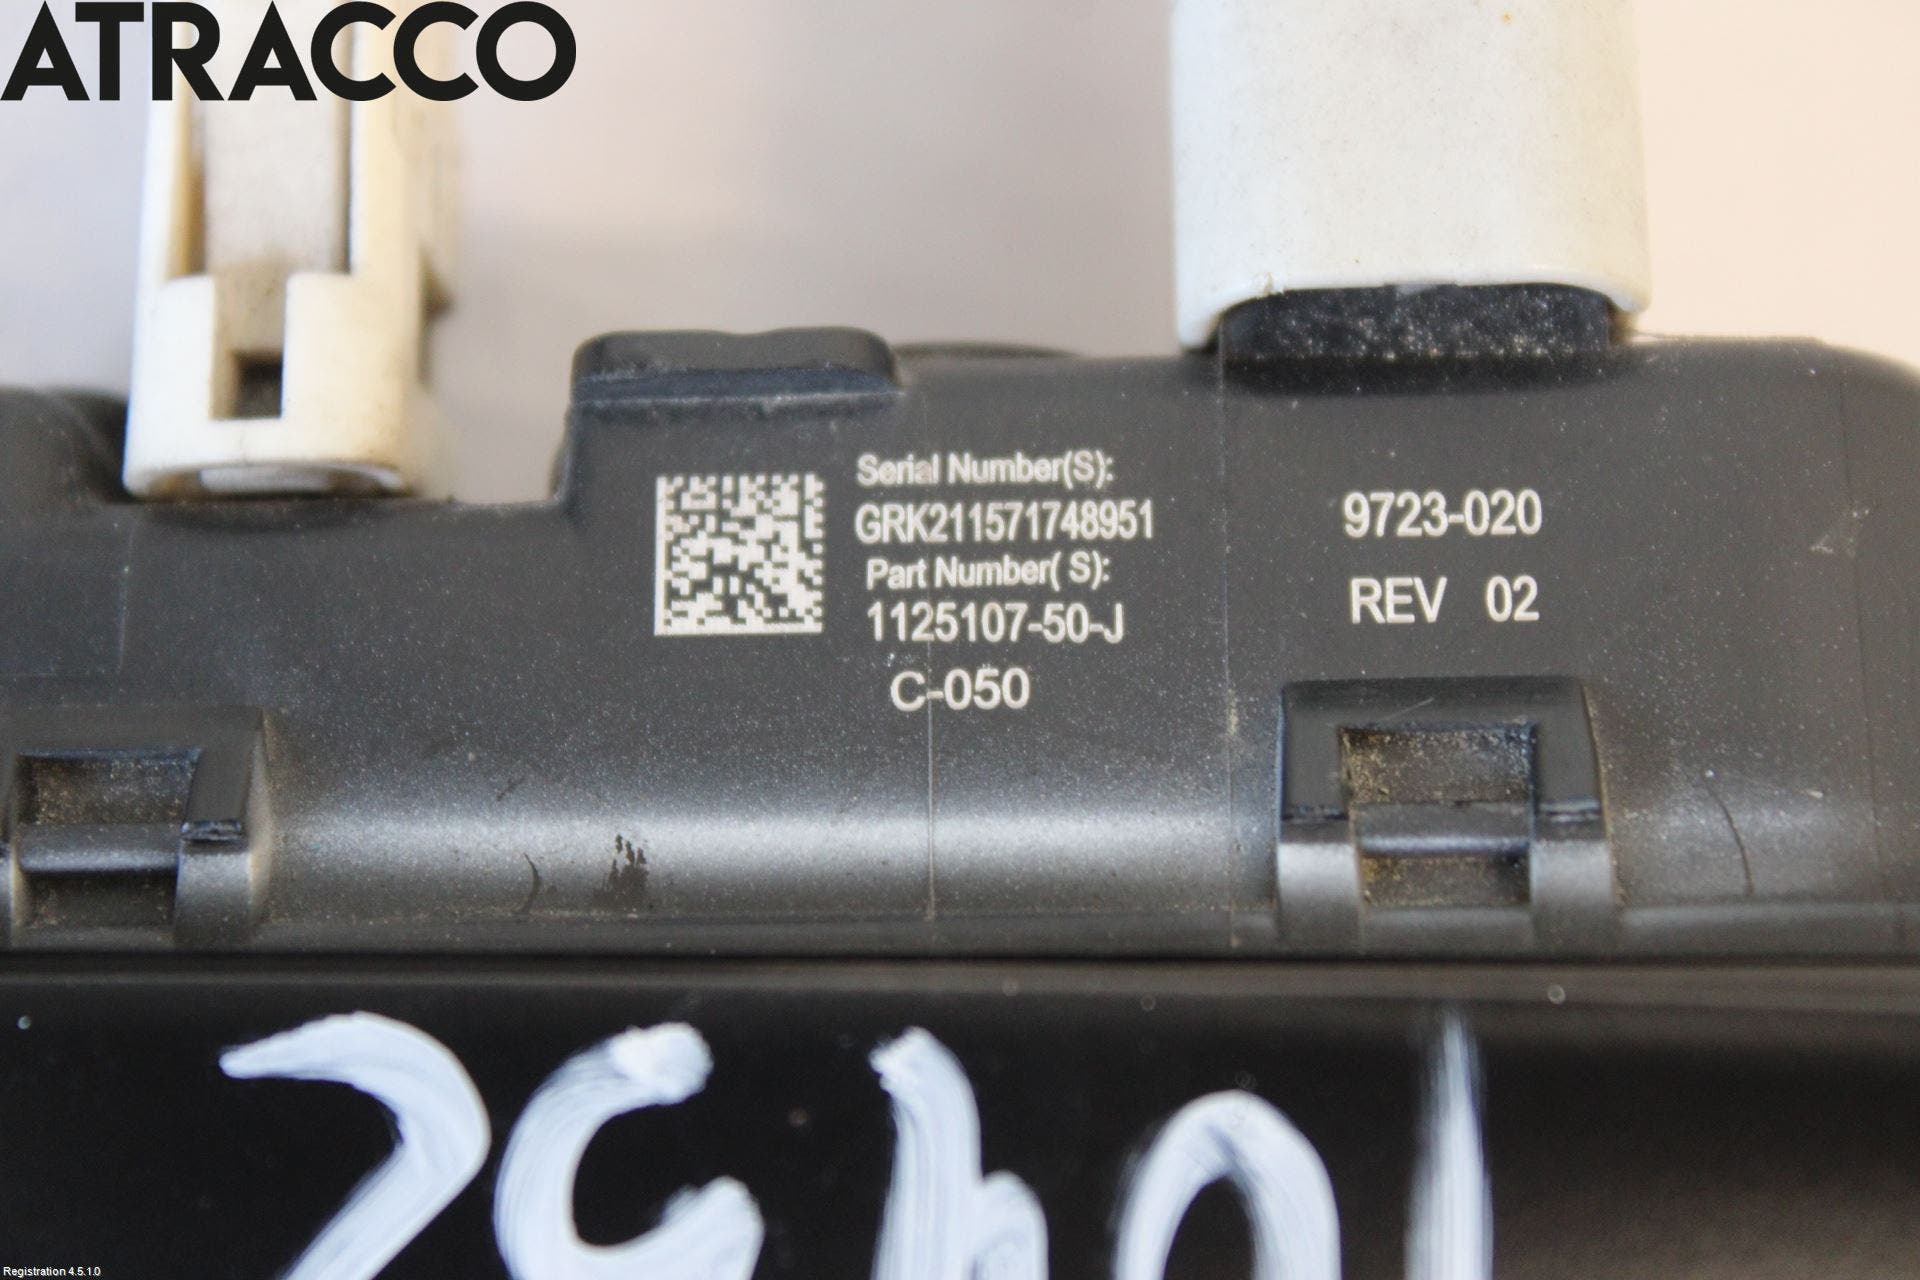 ATRACCO
Serial Number(S):
GRK211571748951
Part Number( S):
1125107-50-J
C-050
9723-020
REV 02
Registration 4.5.1.0